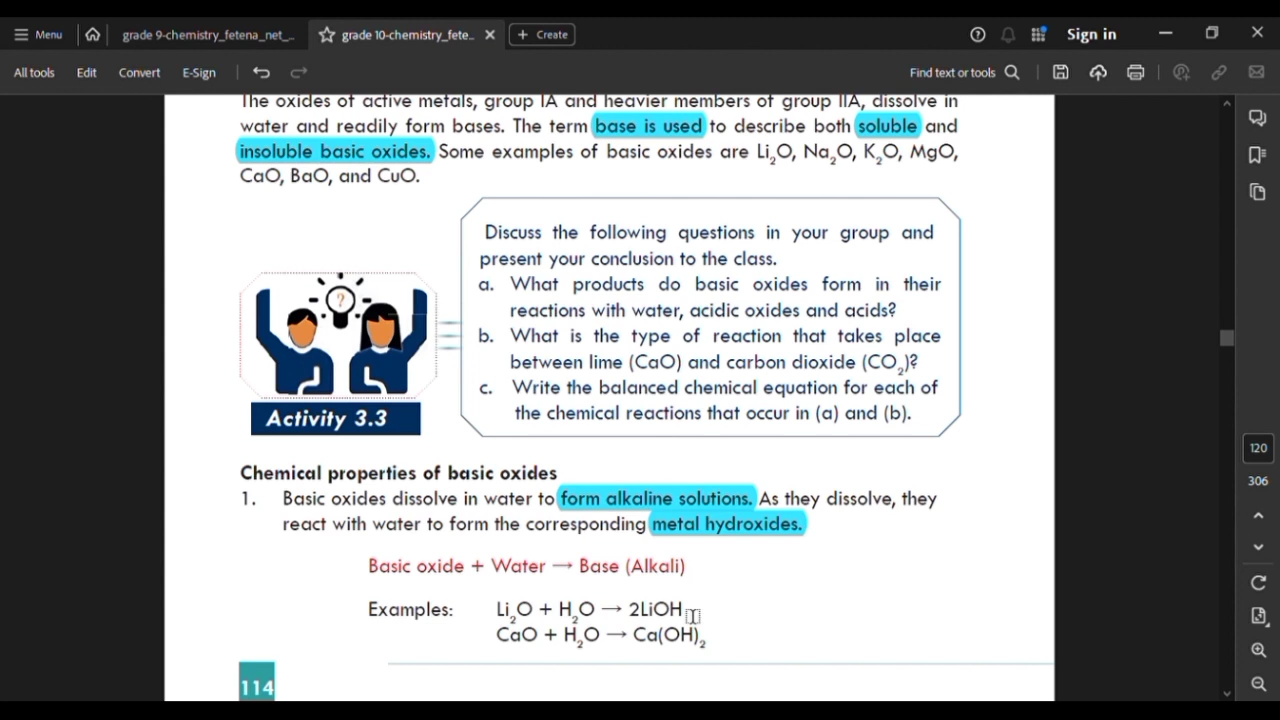 Menu
grade 9-chemistry_fetena_net_...
grade 10-chemistry_fete...
+ Create
Sign in
All tools
Edit
Convert
E-Sign
Find text or tools
The oxides of active metals, group IA and heavier members of group IIA, dissolve in
water and readily form bases. The term base is used to describe both soluble and
insoluble basic oxides. Some examples of basic oxides are Li₂O, Na₂O, K₂O, MgO,
CaO, BaO, and CuO.
Discuss the following questions in your group and
present your conclusion to the class.
a. What products do basic oxides form in their
reactions with water, acidic oxides and acids?
b. What is the type of reaction that takes place
between lime (CaO) and carbon dioxide (CO₂)?
c. Write the balanced chemical equation for each of
the chemical reactions that occur in (a) and (b).
?
Activity 3.3
Chemical properties of basic oxides
1. Basic oxides dissolve in water to form alkaline solutions. As they dissolve, they
react with water to form the corresponding metal hydroxides.
Basic oxide + Water → Base (Alkali)
Examples: Li₂O + H₂O → 2LiOH
CaO + H₂O → Ca(OH)₂
114
120
306